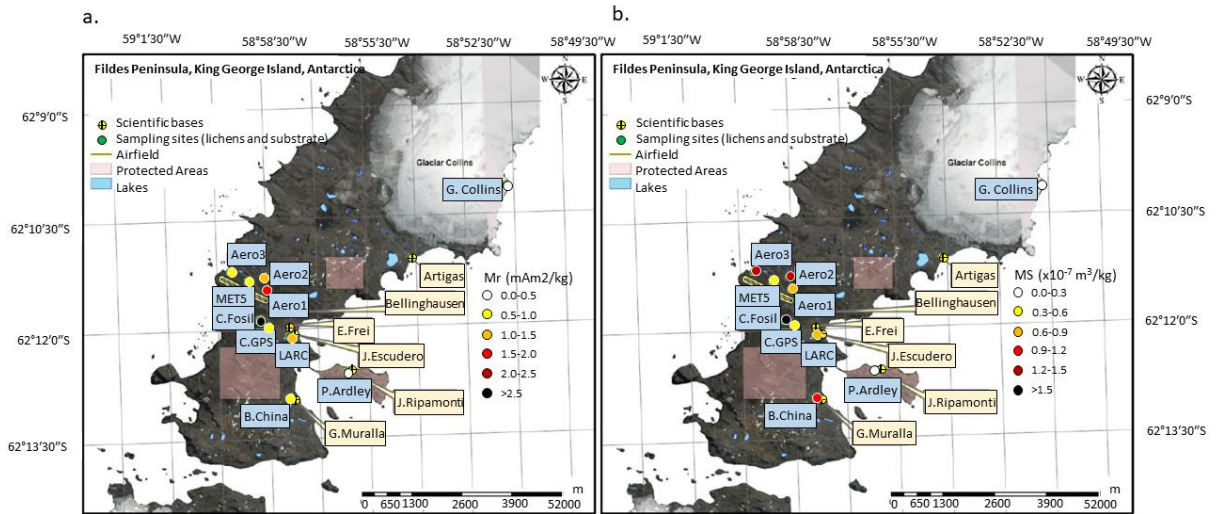 a.
59°1'30"W
58°58'30"W
58°55'30"W
58°52'30"W
58°49'30"W
Fildes Peninsula, King George Island, Antarctica
N
W
E
S
62°9'0"S
62°10'30"S
62°12'0"S
62°13'30"S
Scientific bases
Sampling sites (lichens and substrate)
Airfield
Protected Areas
Lakes
Glaciar Collins
G. Collins
Aero3
Aero2
Artigas
MET5
Aero1
Bellinghausen
C.Fosil
E.Frei
C.GPS
J.Escudero
LARC
P.Ardley
J.Ripamonti
B.China
G.Muralla
Mr (mAm2/kg)
0.0-0.5
0.5-1.0
1.0-1.5
1.5-2.0
2.0-2.5
>2.5
0 650 1300 2600 3900 52000 m
b.
59°1'30"W
58°58'30"W
58°55'30"W
58°52'30"W
58°49'30"W
Fildes Peninsula, King George Island, Antarctica
N
W
E
S
62°9'0"S
62°10'30"S
62°12'0"S
62°13'30"S
Scientific bases
Sampling sites (lichens and substrate)
Airfield
Protected Areas
Lakes
Glaciar Collins
G. Collins
Aero3
Aero2
Artigas
MET5
Aero1
Bellinghausen
C.Fosil
E.Frei
C.GPS
J.Escudero
LARC
P.Ardley
J.Ripamonti
B.China
G.Muralla
MS (x10⁻⁷ m³/kg)
0.0-0.3
0.3-0.6
0.6-0.9
0.9-1.2
1.2-1.5
>1.5
0 650 1300 2600 3900 52000 m